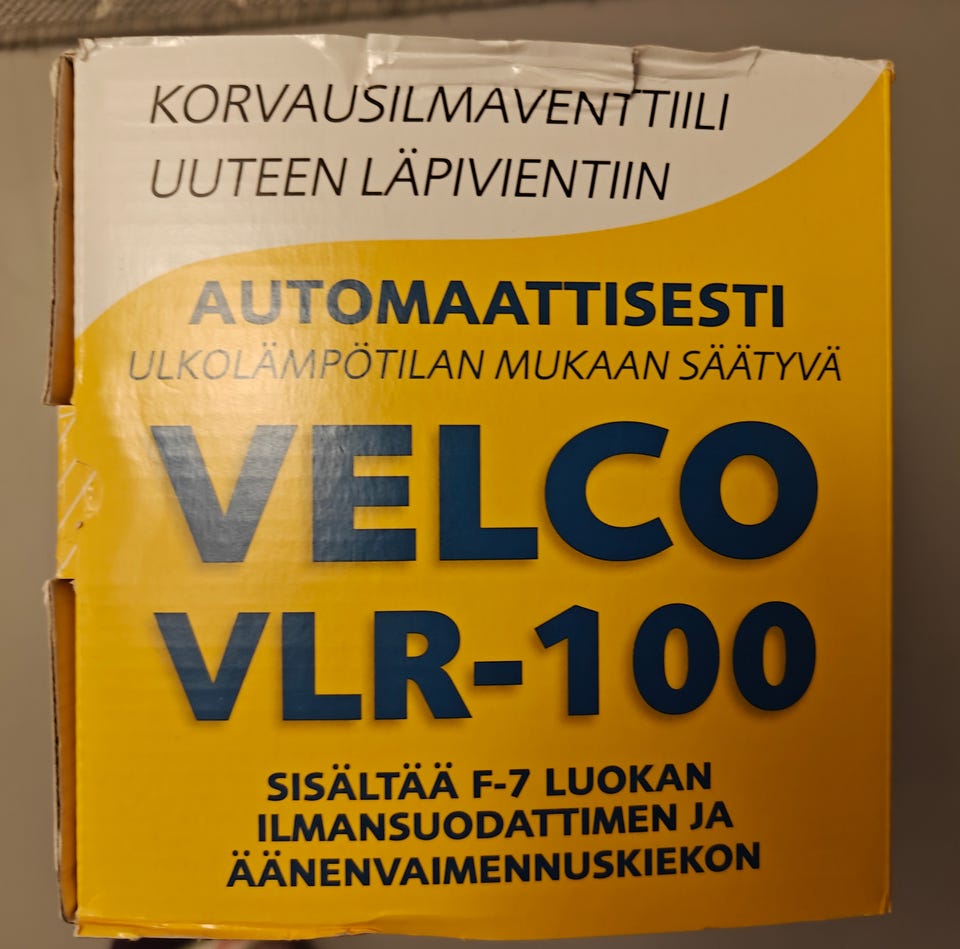 KORVAUSILMAVENTTIILI
UUTEEN LÄPIVIENTIIN
AUTOMAATTISESTI
ULKOLÄMPÖTILAN MUKAAN SÄÄTYVÄ
VELCO
VLR-100
SISÄLTÄÄ F-7 LUOKAN
ILMANSUODATTIMEN JA
ÄÄNENVAIMENNUSKIEKON